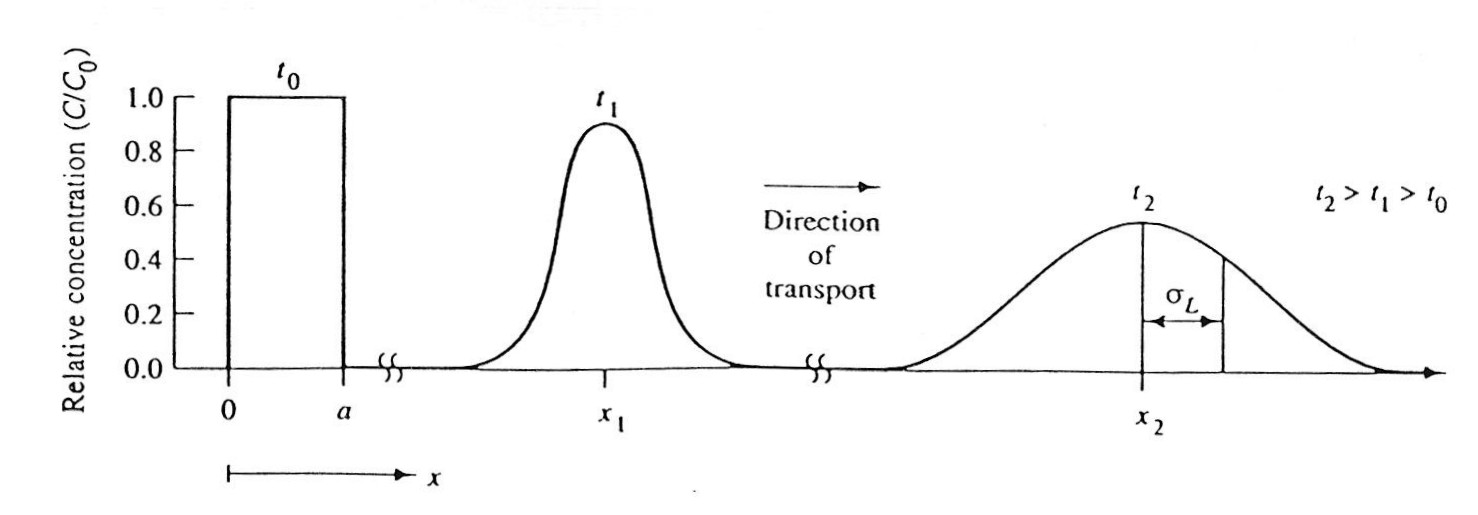 Relative concentration (C/C₀)
1.0
0.8
0.6
0.4
0.2
0.0
t₀
t₁
Direction
of
transport
t₂
σ_L
t₂ > t₁ > t₀
0
a
x₁
x₂
x